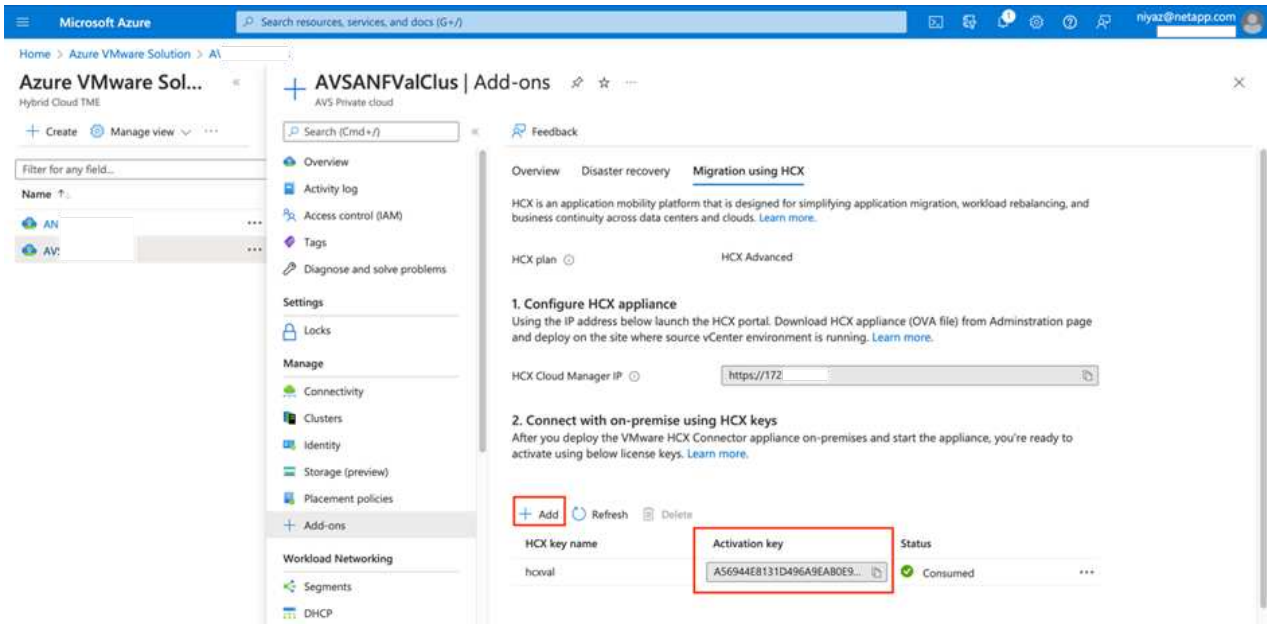 Microsoft Azure
Search resources, services, and docs (G+/)
1
niyaz@netapp.com
Home > Azure VMware Solution > AV
Azure VMware Sol...
Hybrid Cloud TME
+ Create Manage view ...
Filter for any field...
Name ↑
AN ...
AVS ...
AVSANFValClus | Add-ons ...
AVS Private cloud
Search (Cmd+/)
Overview
Activity log
Access control (IAM)
Tags
Diagnose and solve problems
Settings
Locks
Manage
Connectivity
Clusters
Identity
Storage (preview)
Placement policies
+ Add-ons
Workload Networking
Segments
DHCP
Feedback
Overview Disaster recovery Migration using HCX
HCX is an application mobility platform that is designed for simplifying application migration, workload rebalancing, and
business continuity across data centers and clouds. Learn more.
HCX plan HCX Advanced
1. Configure HCX appliance
Using the IP address below launch the HCX portal. Download HCX appliance (OVA file) from Adminstration page
and deploy on the site where source vCenter environment is running. Learn more.
HCX Cloud Manager IP https://172
2. Connect with on-premise using HCX keys
After you deploy the VMware HCX Connector appliance on-premises and start the appliance, you're ready to
activate using below license keys. Learn more.
+ Add Refresh Delete
HCX key name Activation key Status
hcxval A56944E8131D496A9EAB0E9... Consumed ...